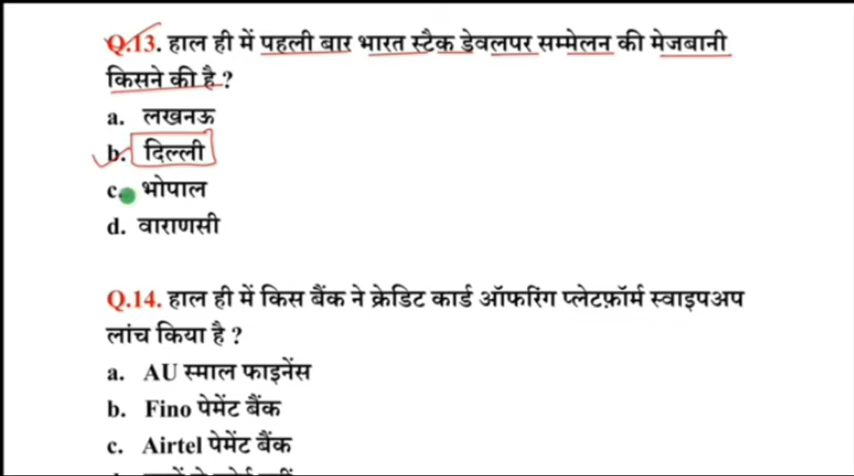 Q.13. हाल ही में पहली बार भारत स्टैक डेवलपर सम्मेलन की मेजबानी
किसने की है ?
a. लखनऊ
b. दिल्ली
c. भोपाल
d. वाराणसी
Q.14. हाल ही में किस बैंक ने क्रेडिट कार्ड ऑफरिंग प्लेटफ़ॉर्म स्वाइपअप
लांच किया है ?
a. AU स्माल फाइनेंस
b. Fino पेमेंट बैंक
c. Airtel पेमेंट बैंक